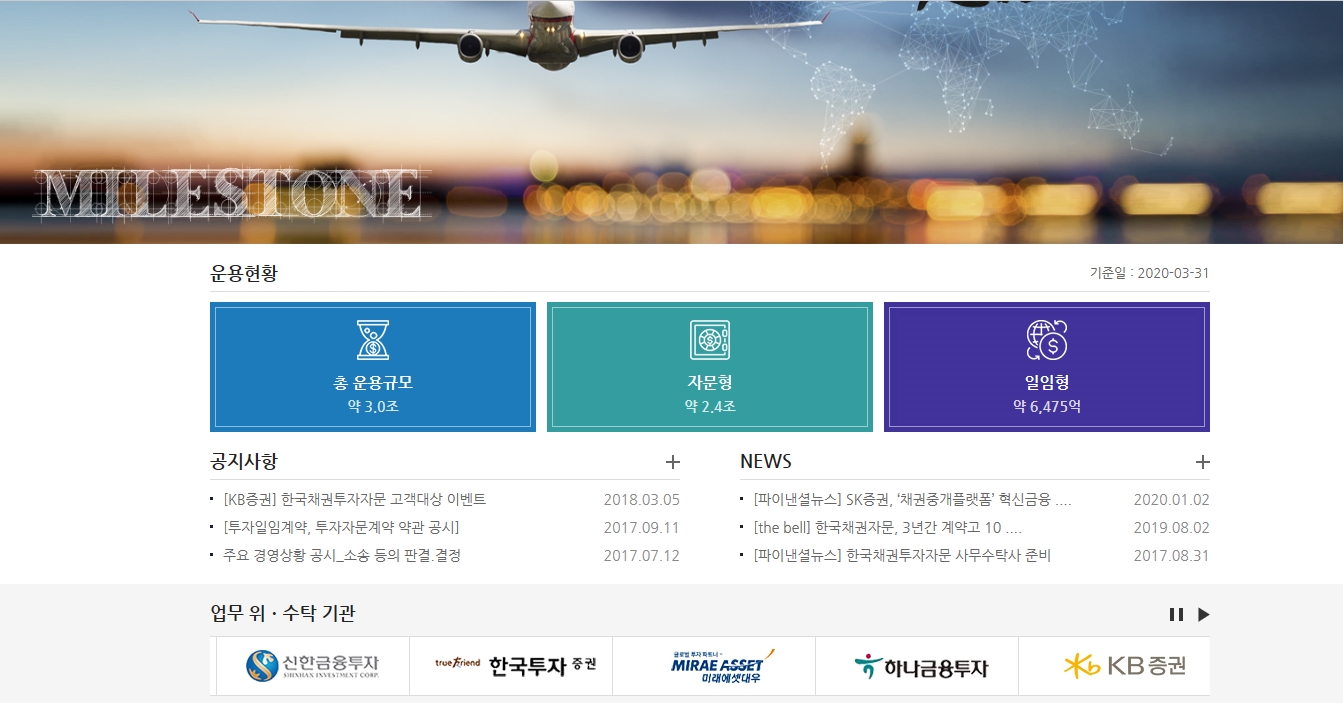 MILESTONE
운용현황
기준일 : 2020-03-31
총 운용규모
약 3.0조
자문형
약 2.4조
일임형
약 6,475억
공지사항
[KB증권] 한국채권투자자문 고객대상 이벤트 2018.03.05
[투자일임계약, 투자자문계약 약관 공시] 2017.09.11
주요 경영상황 공시_소송 등의 판결.결정 2017.07.12
NEWS
[파이낸셜뉴스] SK증권, ‘채권중개플랫폼’ 혁신금융 .... 2020.01.02
[the bell] 한국채권자문, 3년간 계약고 10 .... 2019.08.02
[파이낸셜뉴스] 한국채권투자자문 사무수탁사 준비 2017.08.31
업무 위 · 수탁 기관
신한금융투자
SHINHAN INVESTMENT CORP.
true friend 한국투자 증권
글로벌 투자 파트너 -
MIRAE ASSET
미래에셋대우
하나금융투자
KB증권